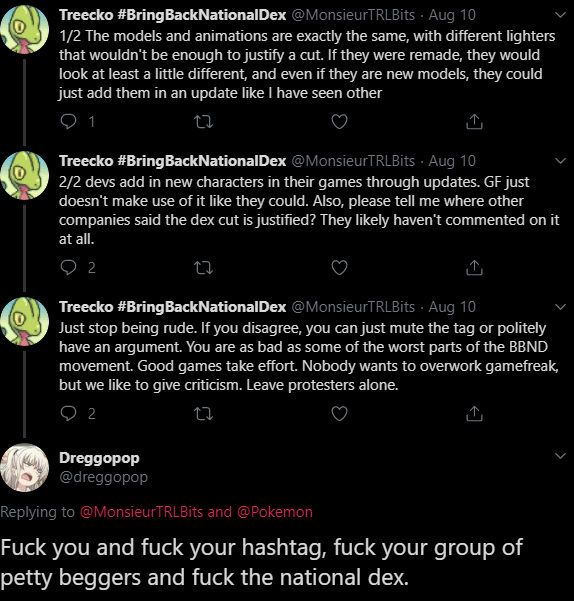 Treecko #BringBackNationalDex @MonsieurTRLBits · Aug 10
1/2 The models and animations are exactly the same, with different lighters
that wouldn't be enough to justify a cut. If they were remade, they would
look at least a little different, and even if they are new models, they could
just add them in an update like I have seen other
1
Treecko #BringBackNationalDex @MonsieurTRLBits · Aug 10
2/2 devs add in new characters in their games through updates. GF just
doesn't make use of it like they could. Also, please tell me where other
companies said the dex cut is justified? They likely haven't commented on it
at all.
2
Treecko #BringBackNationalDex @MonsieurTRLBits · Aug 10
Just stop being rude. If you disagree, you can just mute the tag or politely
have an argument. You are as bad as some of the worst parts of the BBND
movement. Good games take effort. Nobody wants to overwork gamefreak,
but we like to give criticism. Leave protesters alone.
2
Dreggopop
@dreggopop
Replying to @MonsieurTRLBits and @Pokemon
Fuck you and fuck your hashtag, fuck your group of
petty beggers and fuck the national dex.